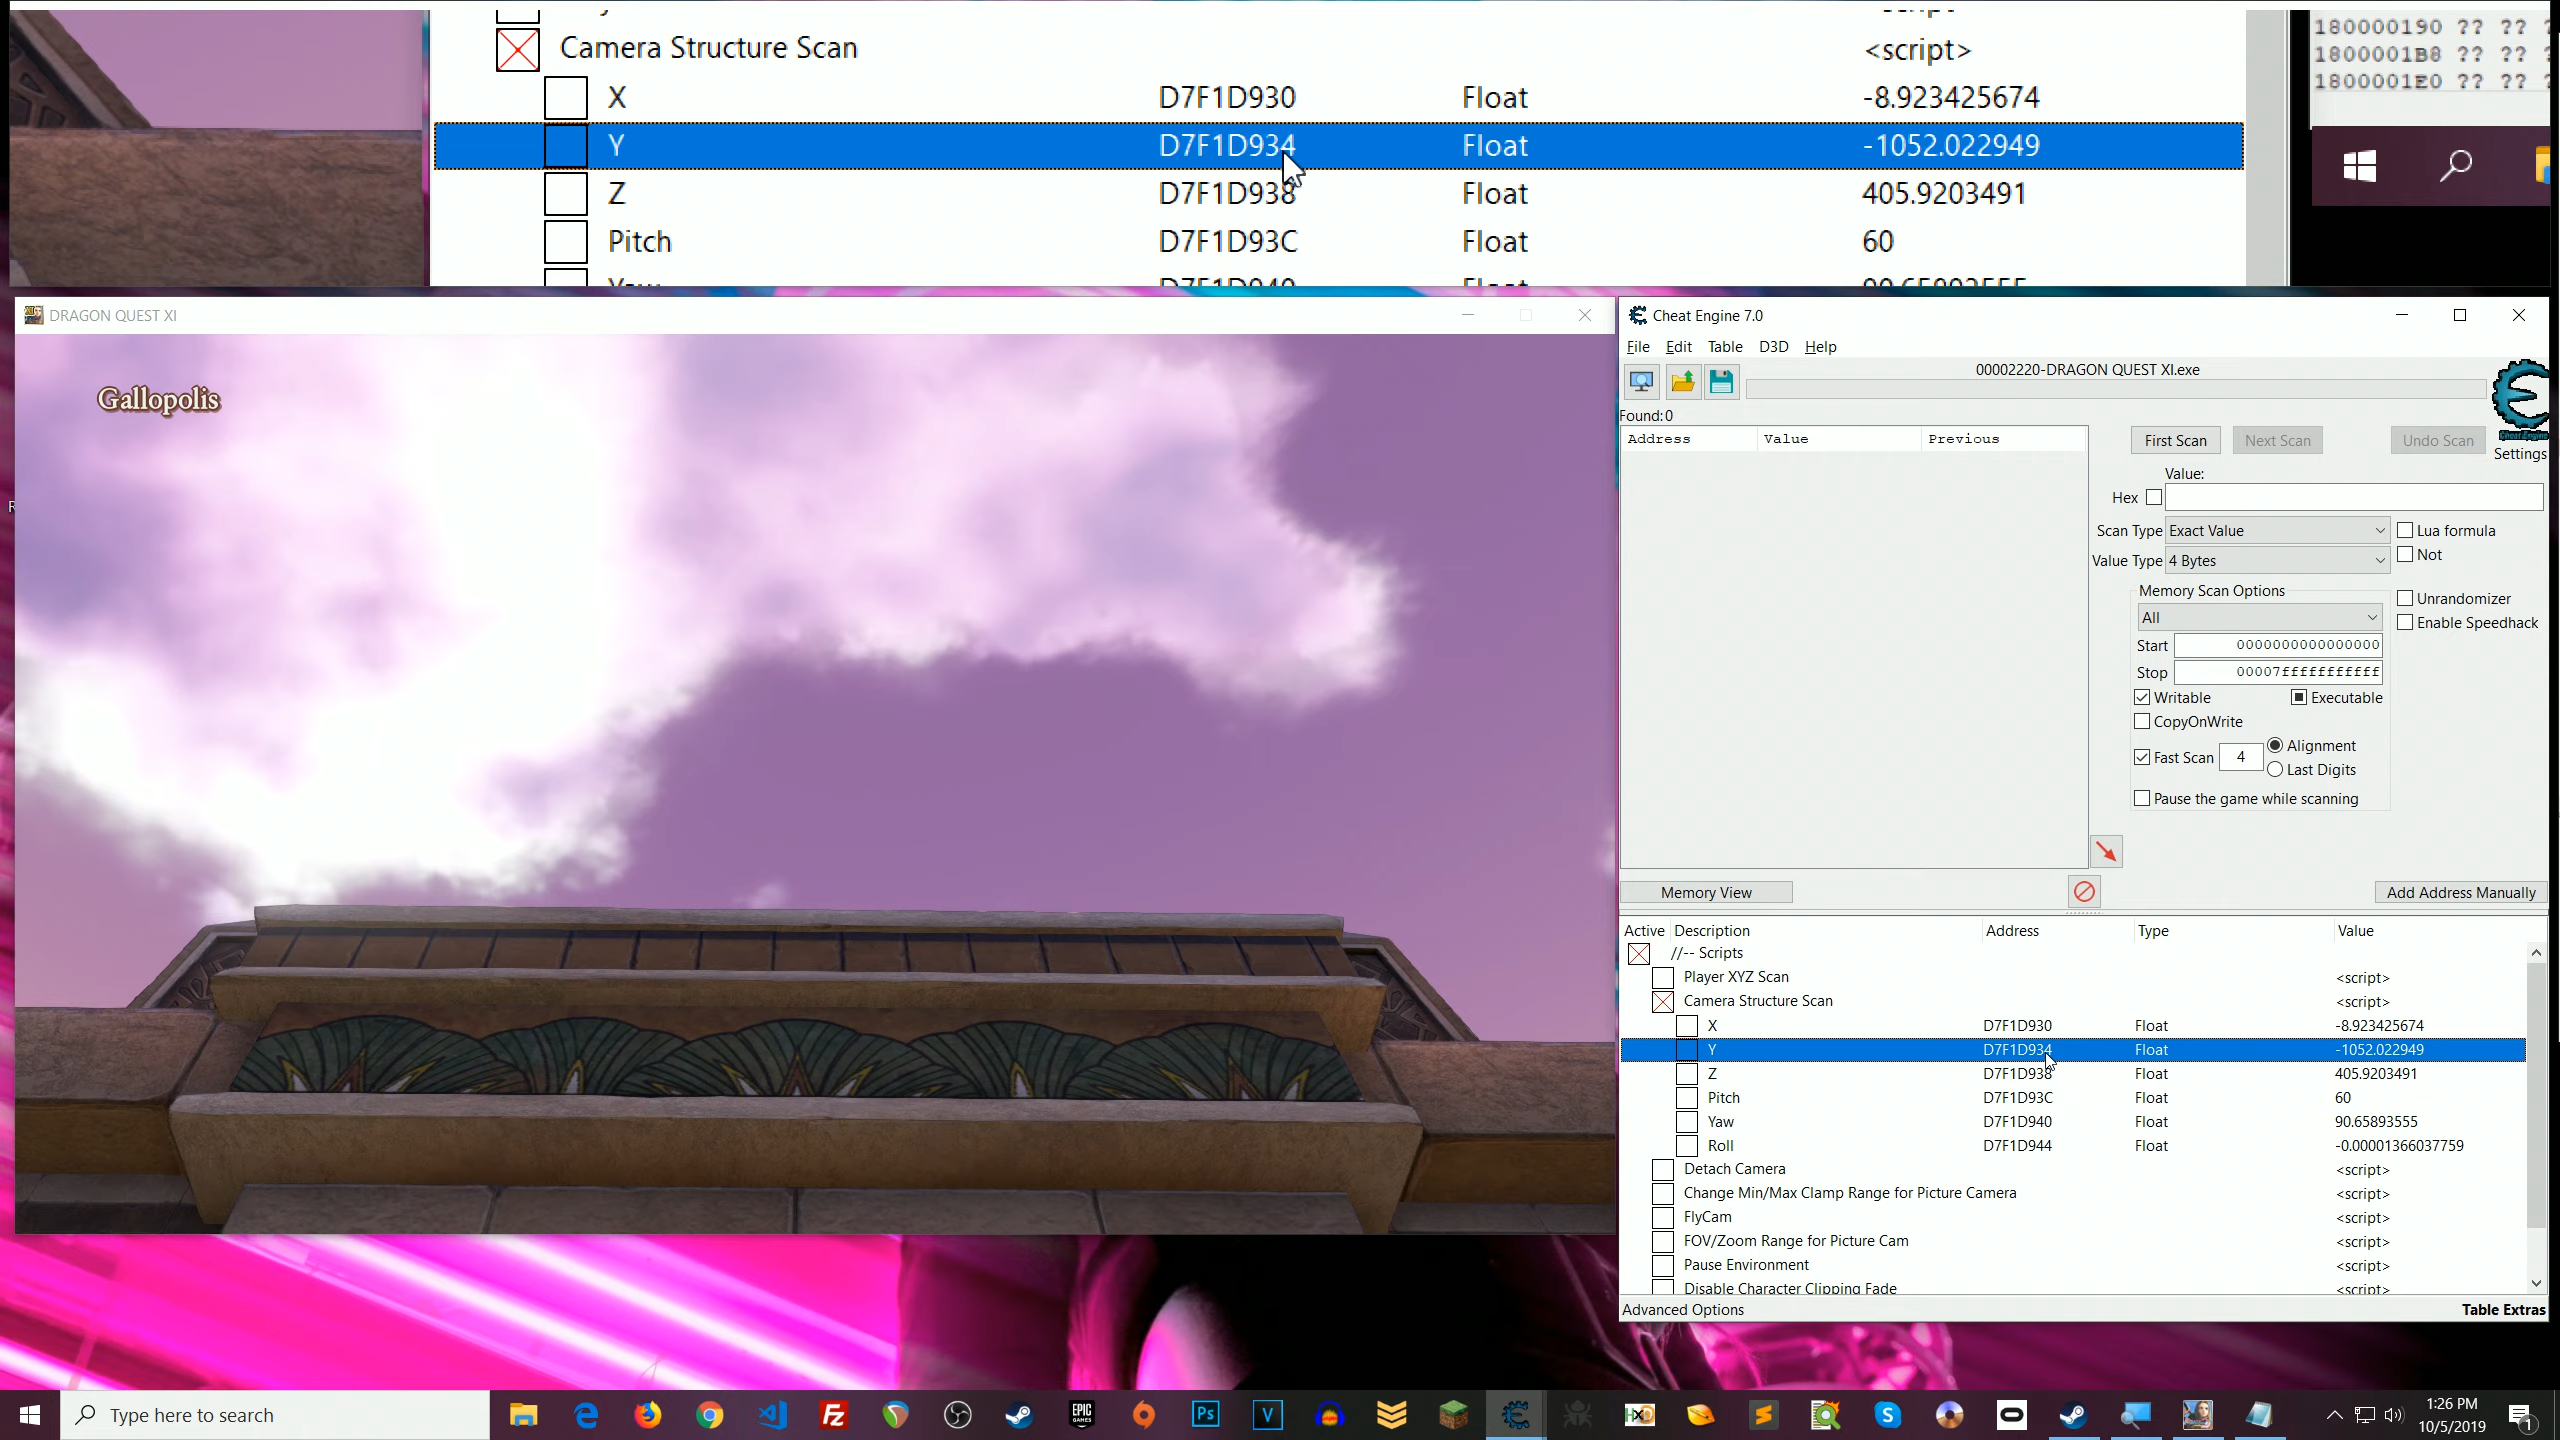 Camera Structure Scan <script>
X D7F1D930 Float -8.923425674
Y D7F1D934 Float -1052.022949
Z D7F1D938 Float 405.9203491
Pitch D7F1D93C Float 60
180000190 ?? ??
1800001B8 ?? ??
1800001E0 ?? ??
DRAGON QUEST XI
Gallopolis
Cheat Engine 7.0
File Edit Table D3D Help
00002220-DRAGON QUEST XI.exe
Found:0
Address Value Previous
First Scan Next Scan Undo Scan
Cheat Engine
Settings
Value:
Hex
Scan Type Exact Value Lua formula
Not
Value Type 4 Bytes
Memory Scan Options
All
Unrandomizer
Enable Speedhack
Start 0000000000000000
Stop 00007fffffffffff
Writable Executable
CopyOnWrite
Fast Scan 4 Alignment
Last Digits
Pause the game while scanning
Memory View Add Address Manually
Active Description Address Type Value
//-- Scripts
Player XYZ Scan <script>
Camera Structure Scan <script>
X D7F1D930 Float -8.923425674
Y D7F1D934 Float -1052.022949
Z D7F1D938 Float 405.9203491
Pitch D7F1D93C Float 60
Yaw D7F1D940 Float 90.65893555
Roll D7F1D944 Float -0.00001366037759
Detach Camera <script>
Change Min/Max Clamp Range for Picture Camera <script>
FlyCam <script>
FOV/Zoom Range for Picture Cam <script>
Pause Environment <script>
Disable Character Clipping Fade <script>
Advanced Options Table Extras
Type here to search
EPIC GAMES
Ps
V
HxD
1:26 PM
10/5/2019
1